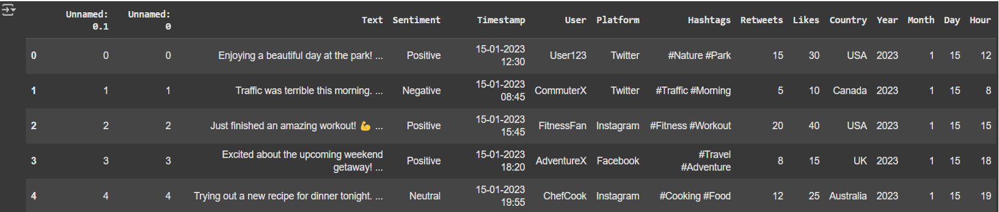 Unnamed: 0.1 Unnamed: 0 Text Sentiment Timestamp User Platform Hashtags Retweets Likes Country Year Month Day Hour
0 0 0 Enjoying a beautiful day at the park! ... Positive 15-01-2023 12:30 User123 Twitter #Nature #Park 15 30 USA 2023 1 15 12
1 1 1 Traffic was terrible this morning. ... Negative 15-01-2023 08:45 CommuterX Twitter #Traffic #Morning 5 10 Canada 2023 1 15 8
2 2 2 Just finished an amazing workout! 💪 ... Positive 15-01-2023 15:45 FitnessFan Instagram #Fitness #Workout 20 40 USA 2023 1 15 15
3 3 3 Excited about the upcoming weekend getaway! ... Positive 15-01-2023 18:20 AdventureX Facebook #Travel #Adventure 8 15 UK 2023 1 15 18
4 4 4 Trying out a new recipe for dinner tonight. ... Neutral 15-01-2023 19:55 ChefCook Instagram #Cooking #Food 12 25 Australia 2023 1 15 19